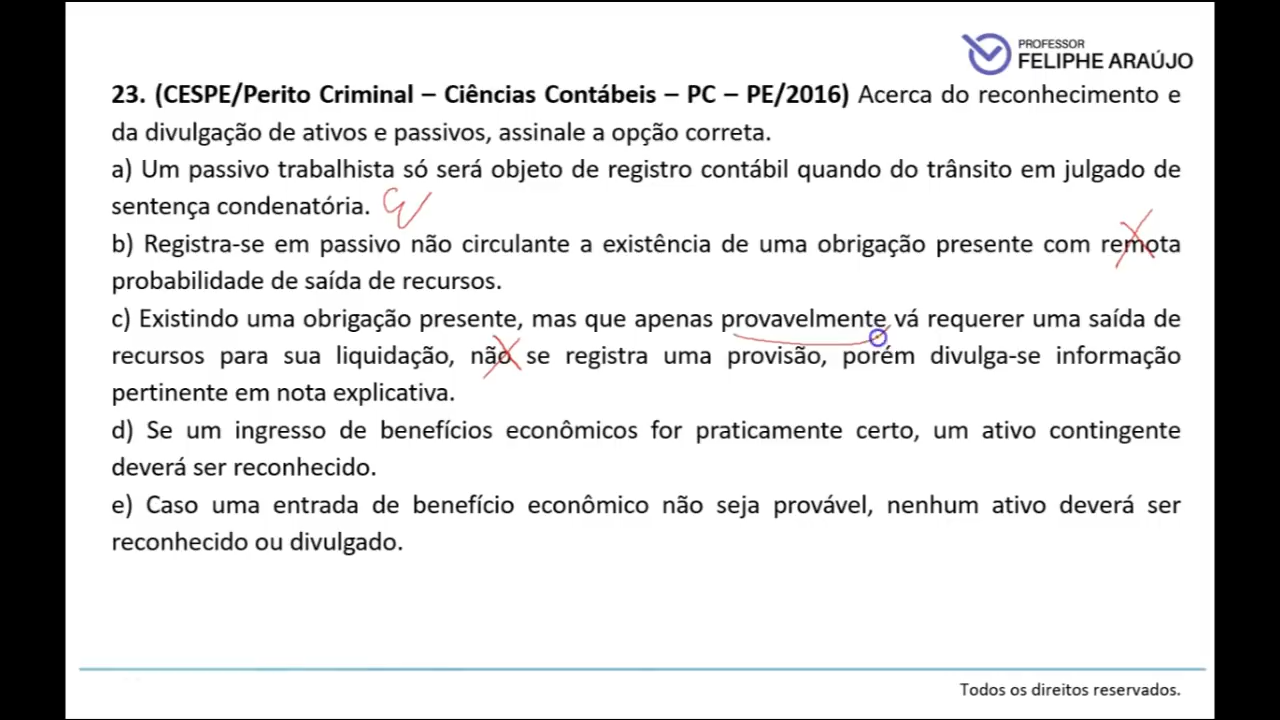 PROFESSOR
FELIPHE ARAÚJO
23. (CESPE/Perito Criminal – Ciências Contábeis – PC – PE/2016) Acerca do reconhecimento e
da divulgação de ativos e passivos, assinale a opção correta.
a) Um passivo trabalhista só será objeto de registro contábil quando do trânsito em julgado de
sentença condenatória.
b) Registra-se em passivo não circulante a existência de uma obrigação presente com remota
probabilidade de saída de recursos.
c) Existindo uma obrigação presente, mas que apenas provavelmente vá requerer uma saída de
recursos para sua liquidação, não se registra uma provisão, porém divulga-se informação
pertinente em nota explicativa.
d) Se um ingresso de benefícios econômicos for praticamente certo, um ativo contingente
deverá ser reconhecido.
e) Caso uma entrada de benefício econômico não seja provável, nenhum ativo deverá ser
reconhecido ou divulgado.
Todos os direitos reservados.